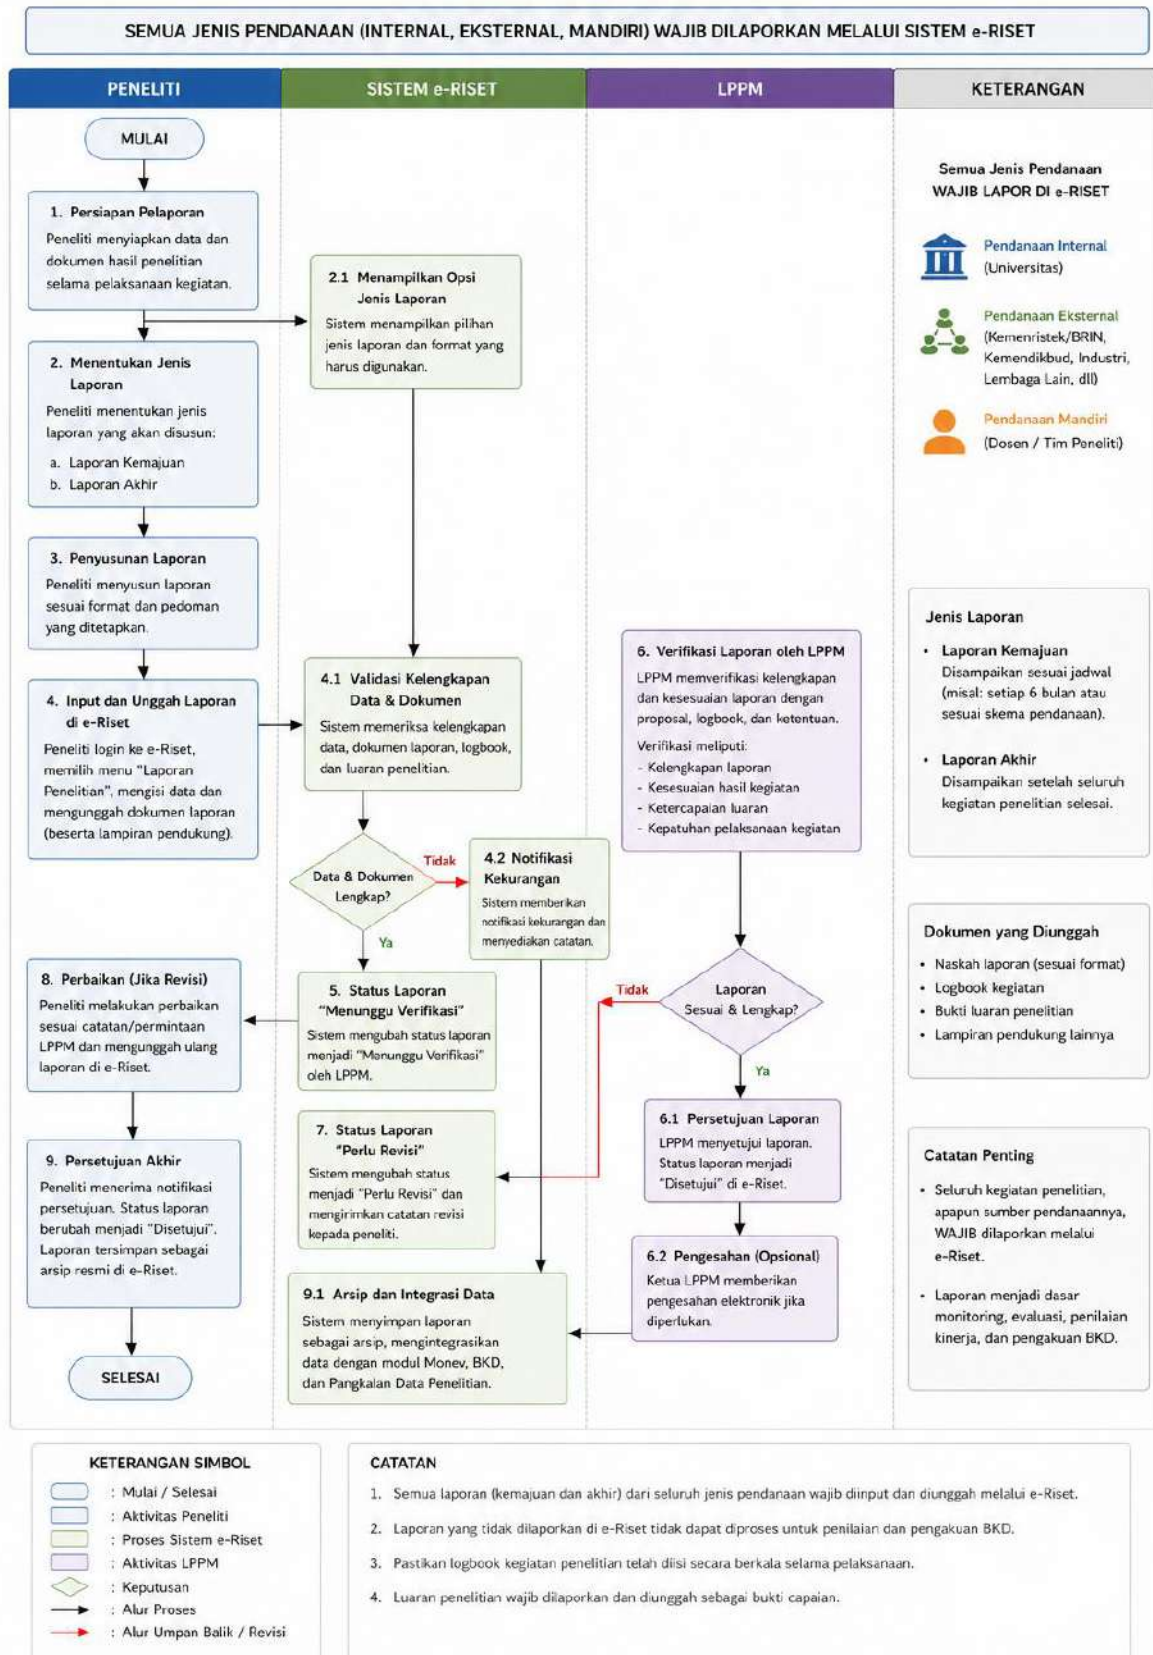 SEMUA JENIS PENDANAAN (INTERNAL, EKSTERNAL, MANDIRI) WAJIB DILAPORKAN MELALUI SISTEM e-RISET
PENELITI
SISTEM e-RISET
LPPM
KETERANGAN
MULAI
1. Persiapan Pelaporan
Peneliti menyiapkan data dan
dokumen hasil penelitian
selama pelaksanaan kegiatan.
2. Menentukan Jenis
Laporan
Peneliti menentukan jenis
laporan yang akan disusun:
a. Laporan Kemajuan
b. Laporan Akhir
3. Penyusunan Laporan
Peneliti menyusun laporan
sesuai format dan pedoman
yang ditetapkan.
4. Input dan Unggah Laporan
di e-Riset
Peneliti login ke e-Riset,
memilih menu "Laporan
Penelitian", mengisi data dan
mengunggah dokumen laporan
(beserta lampiran pendukung).
8. Perbaikan (Jika Revisi)
Peneliti melakukan perbaikan
sesuai catatan/permintaan
LPPM dan mengunggah ulang
laporan di e-Riset.
9. Persetujuan Akhir
Peneliti menerima notifikasi
persetujuan. Status laporan
berubah menjadi "Disetujui".
Laporan tersimpan sebagai
arsip resmi di e-Riset.
SELESAI
2.1 Menampilkan Opsi
Jenis Laporan
Sistem menampilkan pilihan
jenis laporan dan format yang
harus digunakan.
4.1 Validasi Kelengkapan
Data & Dokumen
Sistem memeriksa kelengkapan
data, dokumen laporan, logbook,
dan luaran penelitian.
Data & Dokumen
Lengkap?
Tidak
Ya
4.2 Notifikasi
Kekurangan
Sistem memberikan
notifikasi kekurangan dan
menyediakan catatan.
5. Status Laporan
"Menunggu Verifikasi"
Sistem mengubah status laporan
menjadi "Menunggu Verifikasi"
oleh LPPM.
7. Status Laporan
"Perlu Revisi"
Sistem mengubah status
menjadi "Perlu Revisi" dan
mengirimkan catatan revisi
kepada peneliti.
9.1 Arsip dan Integrasi Data
Sistem menyimpan laporan
sebagai arsip, mengintegrasikan
data dengan modul Monev, BKD,
dan Pangkalan Data Penelitian.
6. Verifikasi Laporan oleh LPPM
LPPM memverifikasi kelengkapan
dan kesesuaian laporan dengan
proposal, logbook, dan ketentuan.
Verifikasi meliputi:
- Kelengkapan laporan
- Kesesuaian hasil kegiatan
- Ketercapaian luaran
- Kepatuhan pelaksanaan kegiatan
Laporan
Sesuai & Lengkap?
Tidak
Ya
6.1 Persetujuan Laporan
LPPM menyetujui laporan.
Status laporan menjadi
"Disetujui" di e-Riset.
6.2 Pengesahan (Opsional)
Ketua LPPM memberikan
pengesahan elektronik jika
diperlukan.
Semua Jenis Pendanaan
WAJIB LAPOR DI e-RISET
Pendanaan Internal
(Universitas)
Pendanaan Eksternal
(Kemenristek/BRIN,
Kemendikbud, Industri,
Lembaga Lain, dll)
Pendanaan Mandiri
(Dosen / Tim Peneliti)
Jenis Laporan
• Laporan Kemajuan
Disampaikan sesuai jadwal
(misal: setiap 6 bulan atau
sesuai skema pendanaan).
• Laporan Akhir
Disampaikan setelah seluruh
kegiatan penelitian selesai.
Dokumen yang Diunggah
• Naskah laporan (sesuai format)
• Logbook kegiatan
• Bukti luaran penelitian
• Lampiran pendukung lainnya
Catatan Penting
• Seluruh kegiatan penelitian,
apapun sumber pendanaannya,
WAJIB dilaporkan melalui
e-Riset.
• Laporan menjadi dasar
monitoring, evaluasi, penilaian
kinerja, dan pengakuan BKD.
KETERANGAN SIMBOL
: Mulai / Selesai
: Aktivitas Peneliti
: Proses Sistem e-Riset
: Aktivitas LPPM
: Keputusan
: Alur Proses
: Alur Umpan Balik / Revisi
CATATAN
1. Semua laporan (kemajuan dan akhir) dari seluruh jenis pendanaan wajib diinput dan diunggah melalui e-Riset.
2. Laporan yang tidak dilaporkan di e-Riset tidak dapat diproses untuk penilaian dan pengakuan BKD.
3. Pastikan logbook kegiatan penelitian telah diisi secara berkala selama pelaksanaan.
4. Luaran penelitian wajib dilaporkan dan diunggah sebagai bukti capaian.